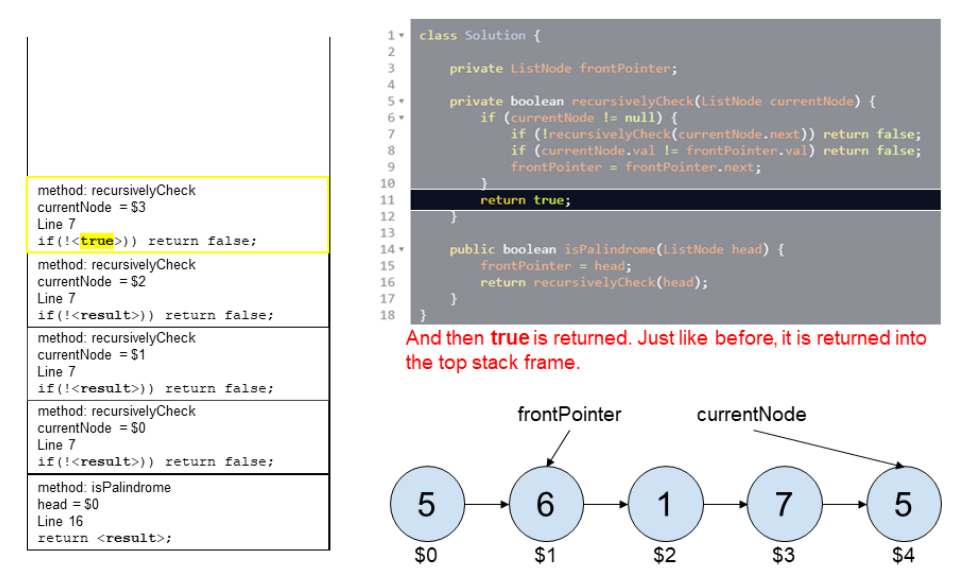 method: recursivelyCheck
currentNode = $3
Line 7
if(!<true>)) return false;
method: recursivelyCheck
currentNode = $2
Line 7
if(!<result>)) return false;
method: recursivelyCheck
currentNode = $1
Line 7
if(!<result>)) return false;
method: recursivelyCheck
currentNode = $0
Line 7
if(!<result>)) return false;
method: isPalindrome
head = $0
Line 16
return <result>;
1 class Solution {
2
3     private ListNode frontPointer;
4
5     private boolean recursivelyCheck(ListNode currentNode) {
6         if (currentNode != null) {
7             if (!recursivelyCheck(currentNode.next)) return false;
8             if (currentNode.val != frontPointer.val) return false;
9             frontPointer = frontPointer.next;
10         }
11         return true;
12     }
13
14     public boolean isPalindrome(ListNode head) {
15         frontPointer = head;
16         return recursivelyCheck(head);
17     }
18 }
And then true is returned. Just like before, it is returned into
the top stack frame.
frontPointer currentNode
5 6 1 7 5
$0 $1 $2 $3 $4